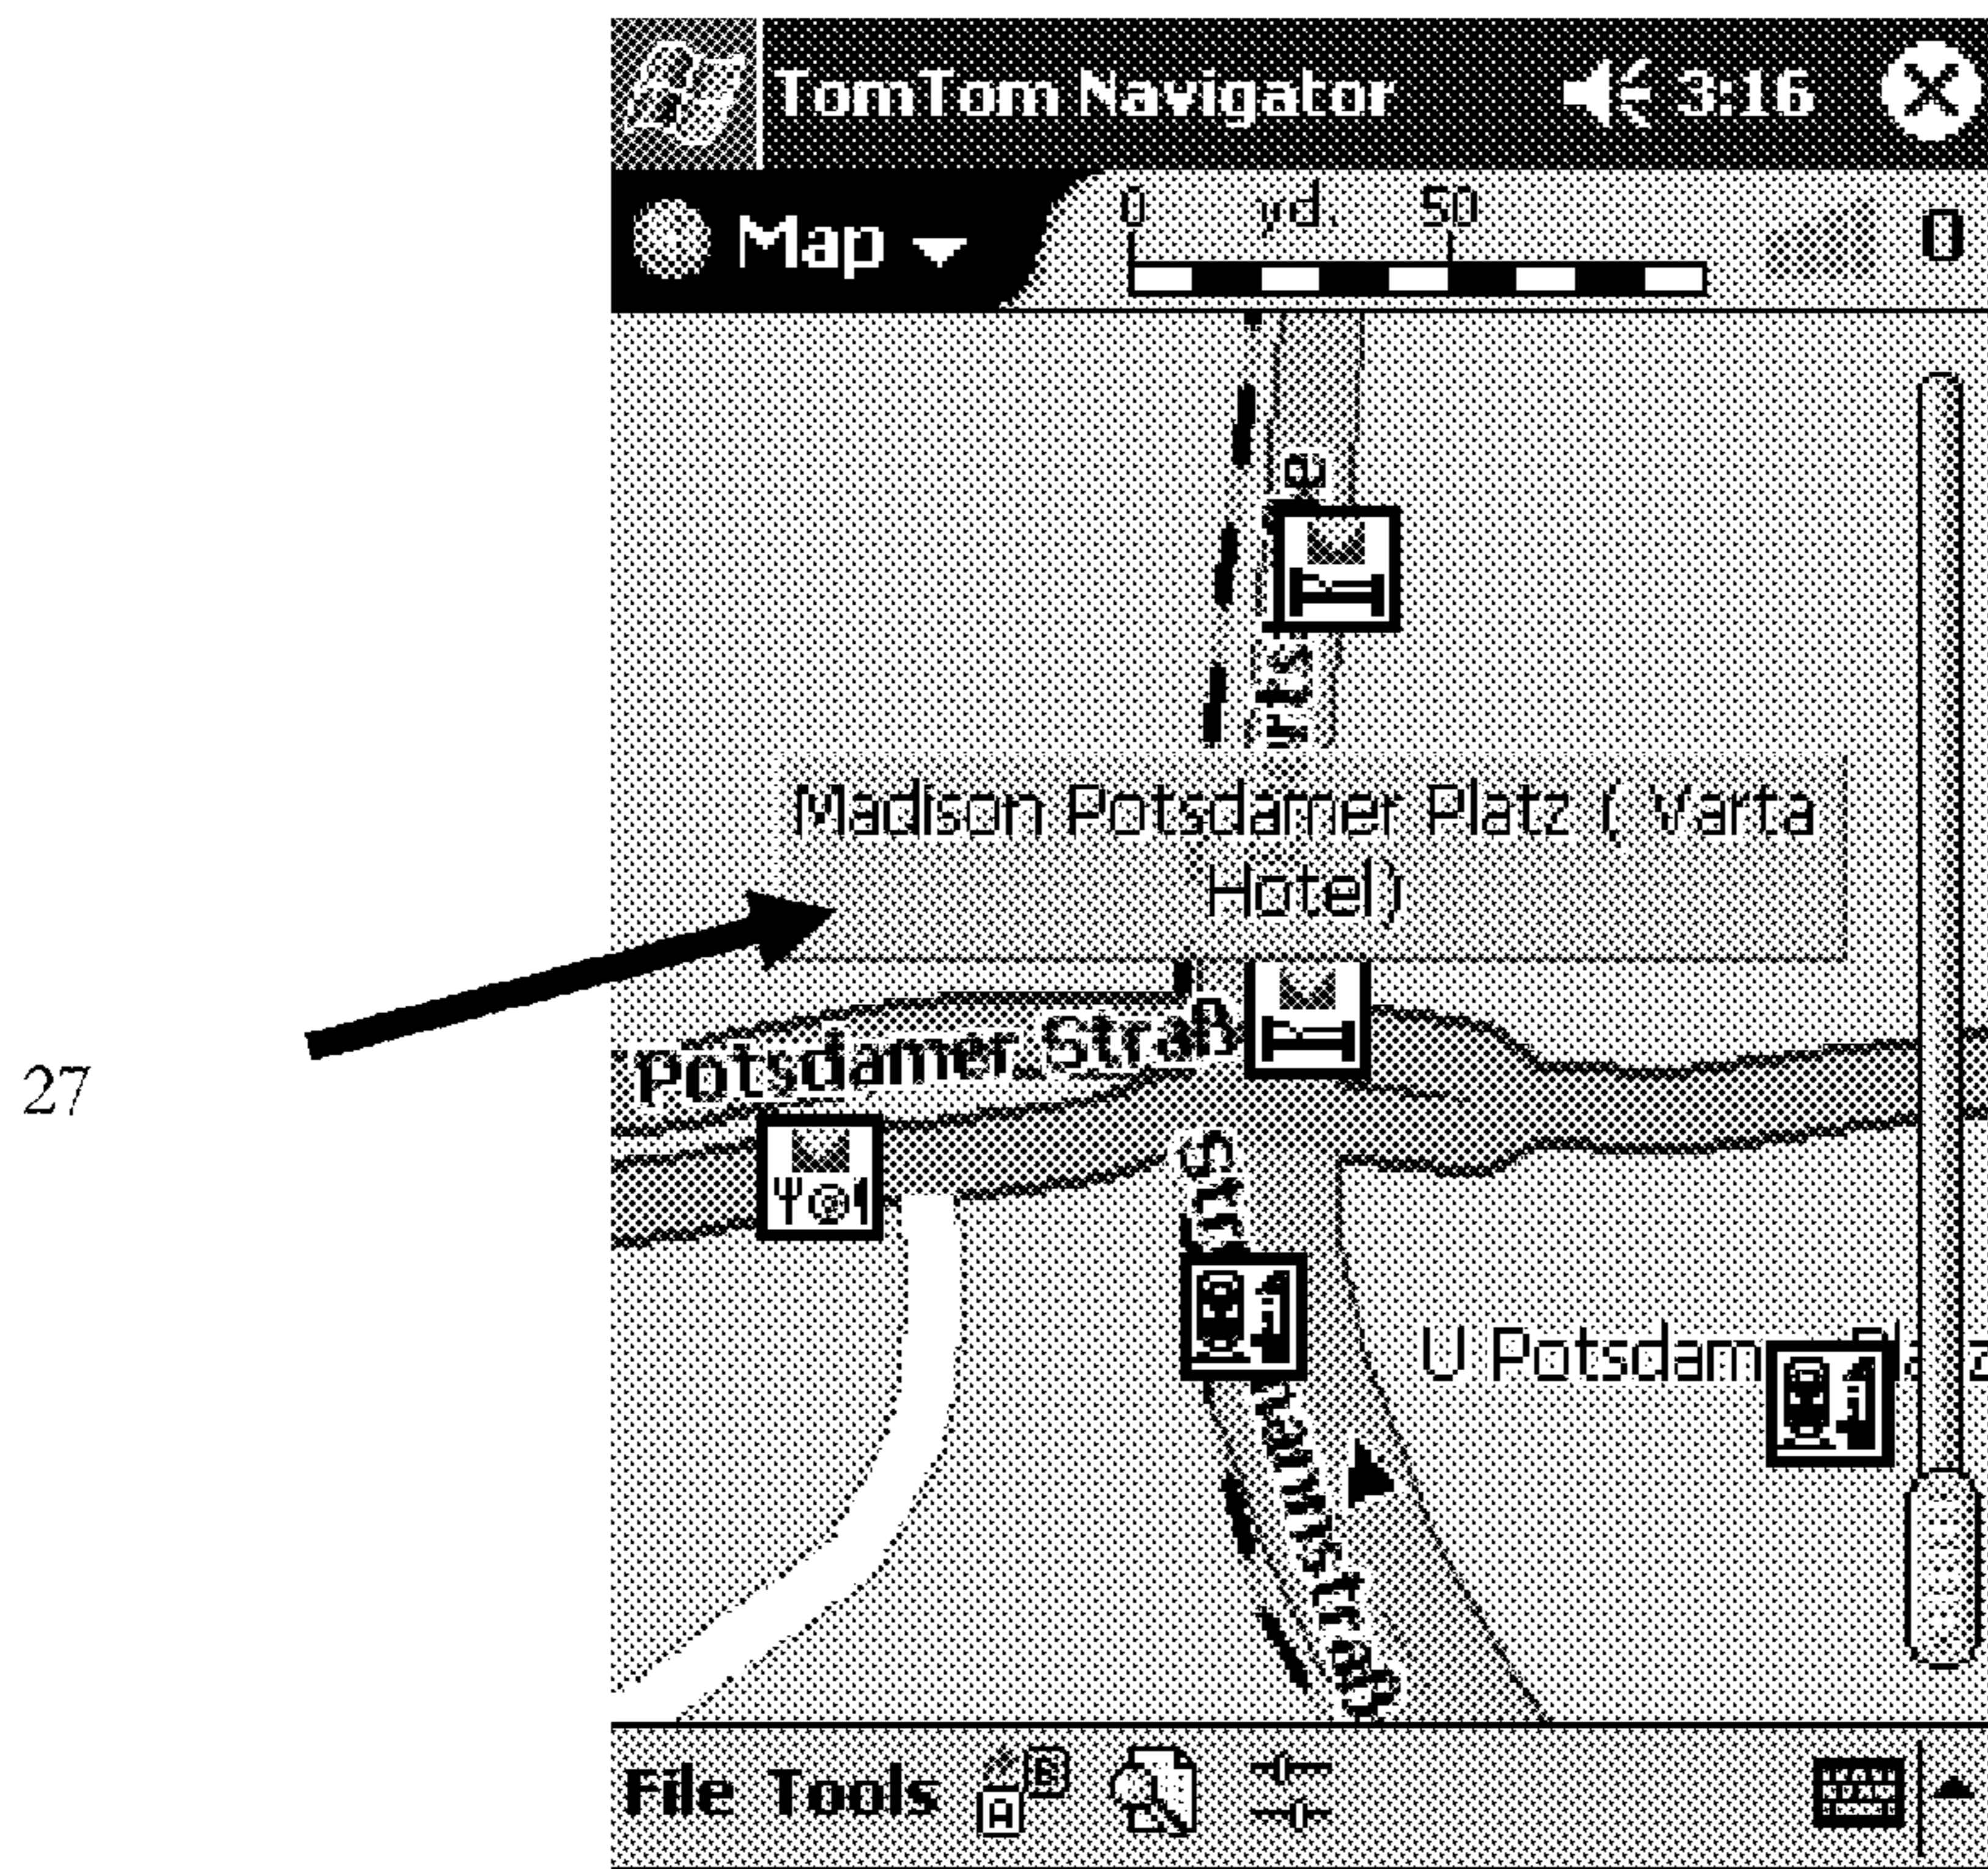 TomTom Navigator 3:16
Map 0 yd. 50 0
Madison Potsdamer Platz ( Varta
Hotel)
Potsdamer Straß
27
U Potsdam
File Tools
A B